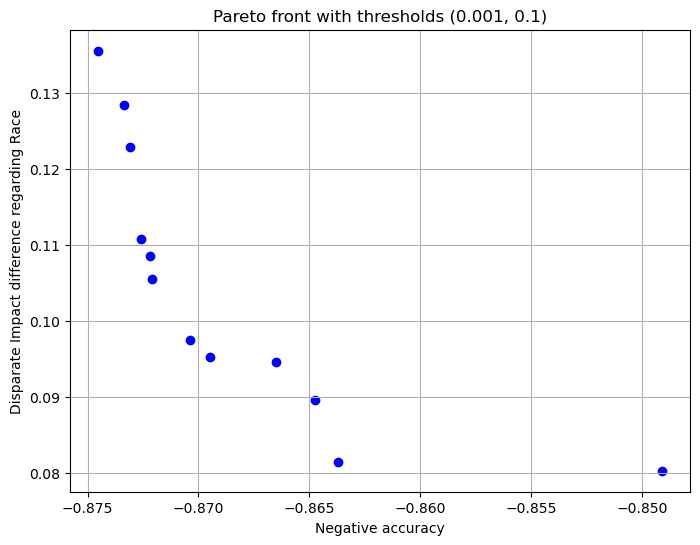 Pareto front with thresholds (0.001, 0.1)
Disparate Impact difference regarding Race
0.13
0.12
0.11
0.10
0.09
0.08
−0.875 −0.870 −0.865 −0.860 −0.855 −0.850
Negative accuracy